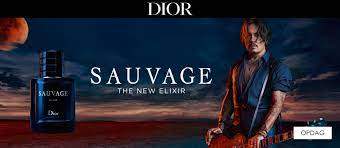 DIOR
SAUVAGE
THE NEW ELIXIR
SAUVAGE
Dior
OPDAG